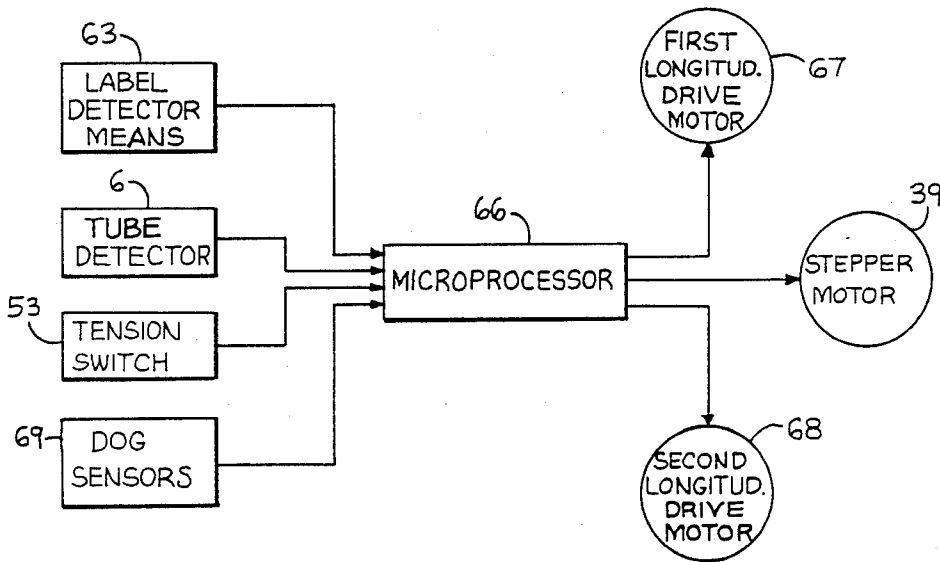 63
LABEL
DETECTOR
MEANS
6
TUBE
DETECTOR
53
TENSION
SWITCH
69
DOG
SENSORS
66
MICROPROCESSOR
FIRST
LONGITUD.
DRIVE
MOTOR
67
39
STEPPER
MOTOR
68
SECOND
LONGITUD.
DRIVE
MOTOR